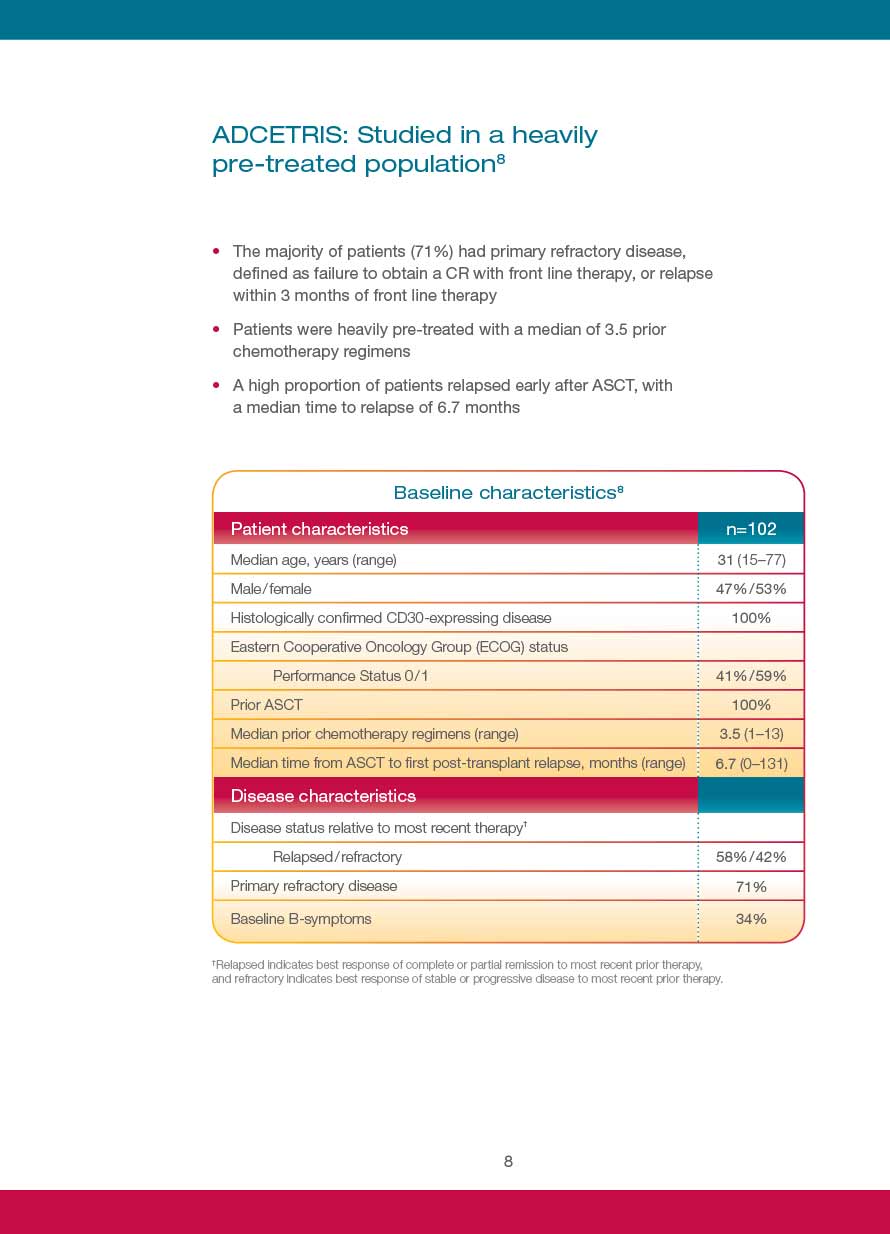 ADCETRIS: Studied in a heavily
pre-treated population⁸
• The majority of patients (71%) had primary refractory disease,
defined as failure to obtain a CR with front line therapy, or relapse
within 3 months of front line therapy
• Patients were heavily pre-treated with a median of 3.5 prior
chemotherapy regimens
• A high proportion of patients relapsed early after ASCT, with
a median time to relapse of 6.7 months
Baseline characteristics⁸
Patient characteristics n=102
Median age, years (range) 31 (15–77)
Male/female 47%/53%
Histologically confirmed CD30-expressing disease 100%
Eastern Cooperative Oncology Group (ECOG) status
Performance Status 0/1 41%/59%
Prior ASCT 100%
Median prior chemotherapy regimens (range) 3.5 (1–13)
Median time from ASCT to first post-transplant relapse, months (range) 6.7 (0–131)
Disease characteristics
Disease status relative to most recent therapy†
Relapsed/refractory 58%/42%
Primary refractory disease 71%
Baseline B-symptoms 34%
†Relapsed indicates best response of complete or partial remission to most recent prior therapy,
and refractory indicates best response of stable or progressive disease to most recent prior therapy.
8